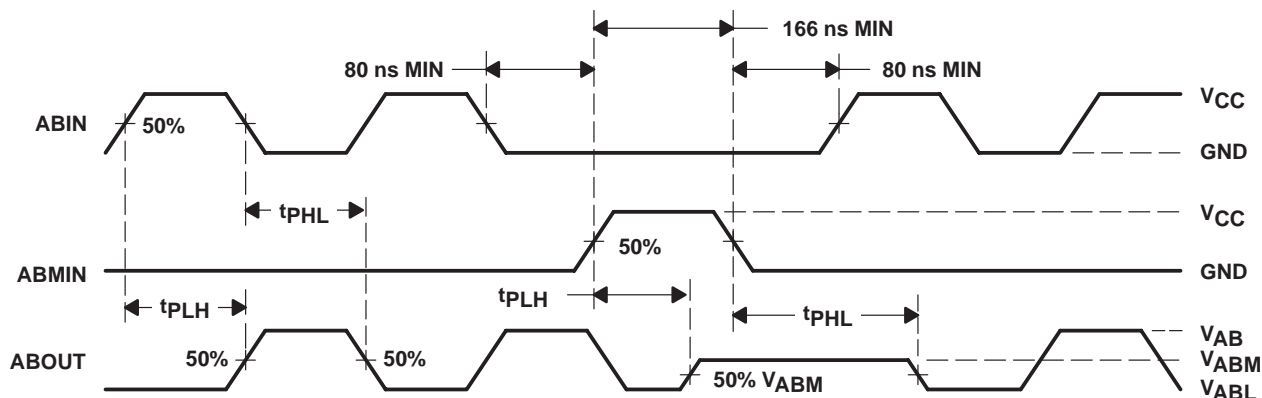 166 ns MIN
80 ns MIN
80 ns MIN
ABIN
50%
VCC
GND
tPHL
VCC
ABMIN
50%
GND
tPLH
tPLH
tPHL
ABOUT
50%
50%
50% VABM
VAB
VABM
VABL